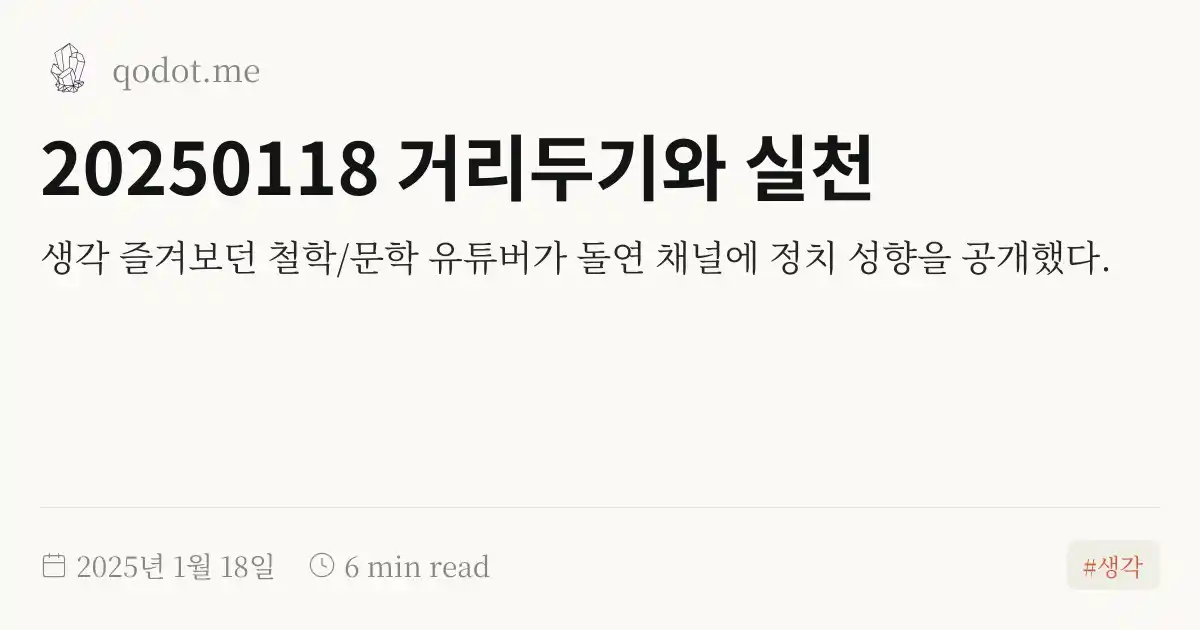 qodot.me
20250118 거리두기와 실천
생각 즐겨보던 철학/문학 유튜버가 돌연 채널에 정치 성향을 공개했다.
2025년 1월 18일 6 min read
#생각